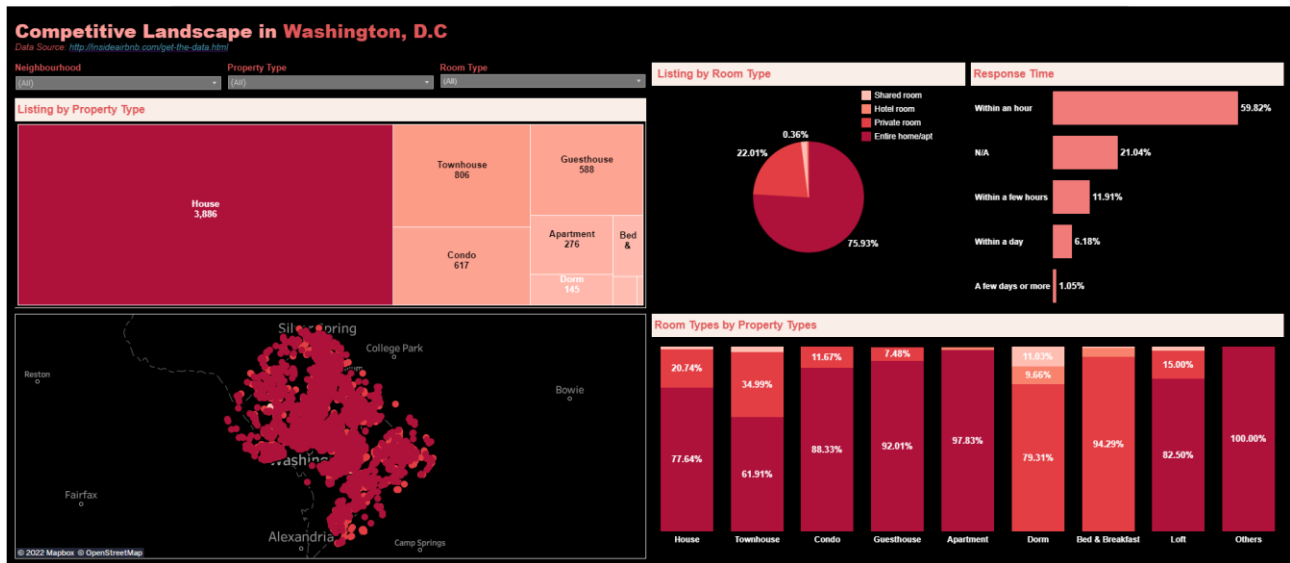 Competitive Landscape in Washington, D.C
Data Source: http://insideairbnb.com/get-the-data.html
Neighbourhood
(All)
Property Type
(All)
Room Type
(All)
Listing by Property Type
House
3,886
Townhouse
806
Condo
617
Guesthouse
588
Apartment
276
Bed
&
Dorm
145
Listing by Room Type
Shared room
Hotel room
Private room
Entire home/apt
0.36%
22.01%
75.93%
Response Time
Within an hour
59.82%
N/A
21.04%
Within a few hours
11.91%
Within a day
6.18%
A few days or more
1.05%
College Park
Reston
Bowie
Fairfax
Alexandria
Camp Springs
© 2022 Mapbox © OpenStreetMap
Room Types by Property Types
20.74%
77.64%
34.99%
61.91%
11.67%
88.33%
7.48%
92.01%
97.83%
11.03%
9.66%
79.31%
94.29%
15.00%
82.50%
100.00%
House
Townhouse
Condo
Guesthouse
Apartment
Dorm
Bed & Breakfast
Loft
Others